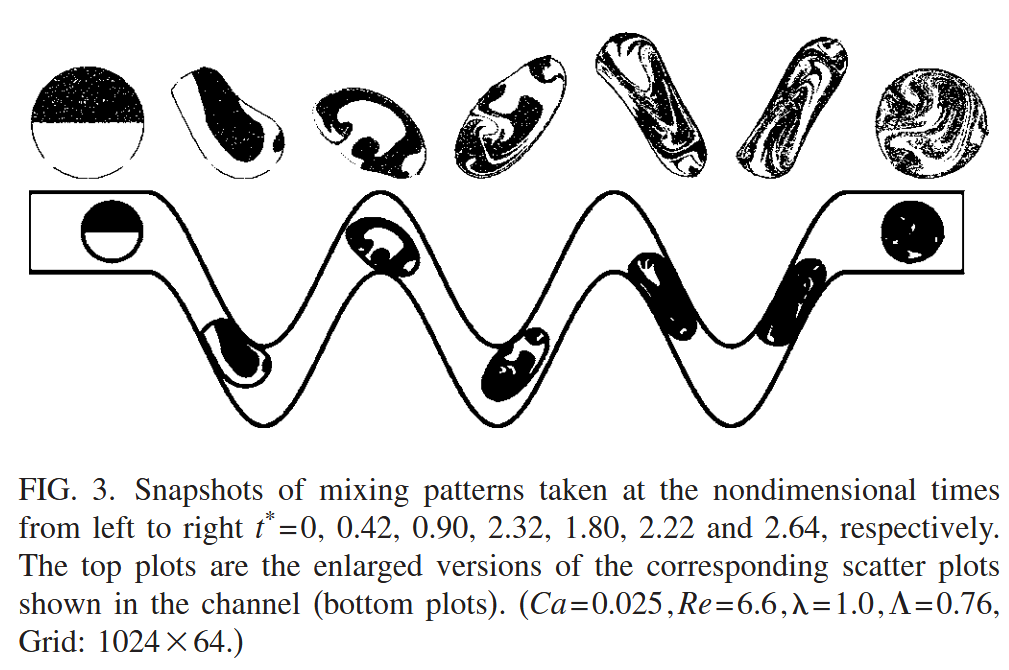 FIG. 3. Snapshots of mixing patterns taken at the nondimensional times
from left to right t*=0, 0.42, 0.90, 2.32, 1.80, 2.22 and 2.64, respectively.
The top plots are the enlarged versions of the corresponding scatter plots
shown in the channel (bottom plots). (Ca=0.025, Re=6.6, λ=1.0, Λ=0.76,
Grid: 1024×64.)